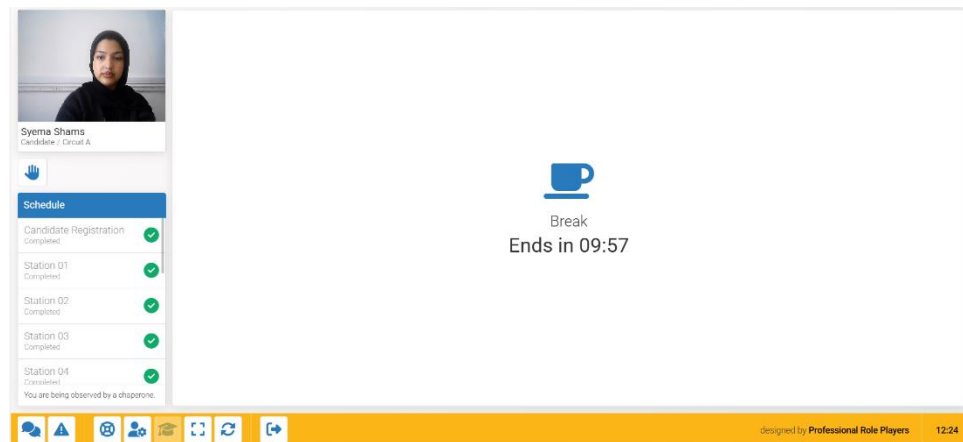 Syema Shams
Candidate / Circuit A
Schedule
Candidate Registration
Completed
Station 01
Completed
Station 02
Completed
Station 03
Completed
Station 04
Completed
You are being observed by a chaperone.
Break
Ends in 09:57
designed by Professional Role Players
12:24